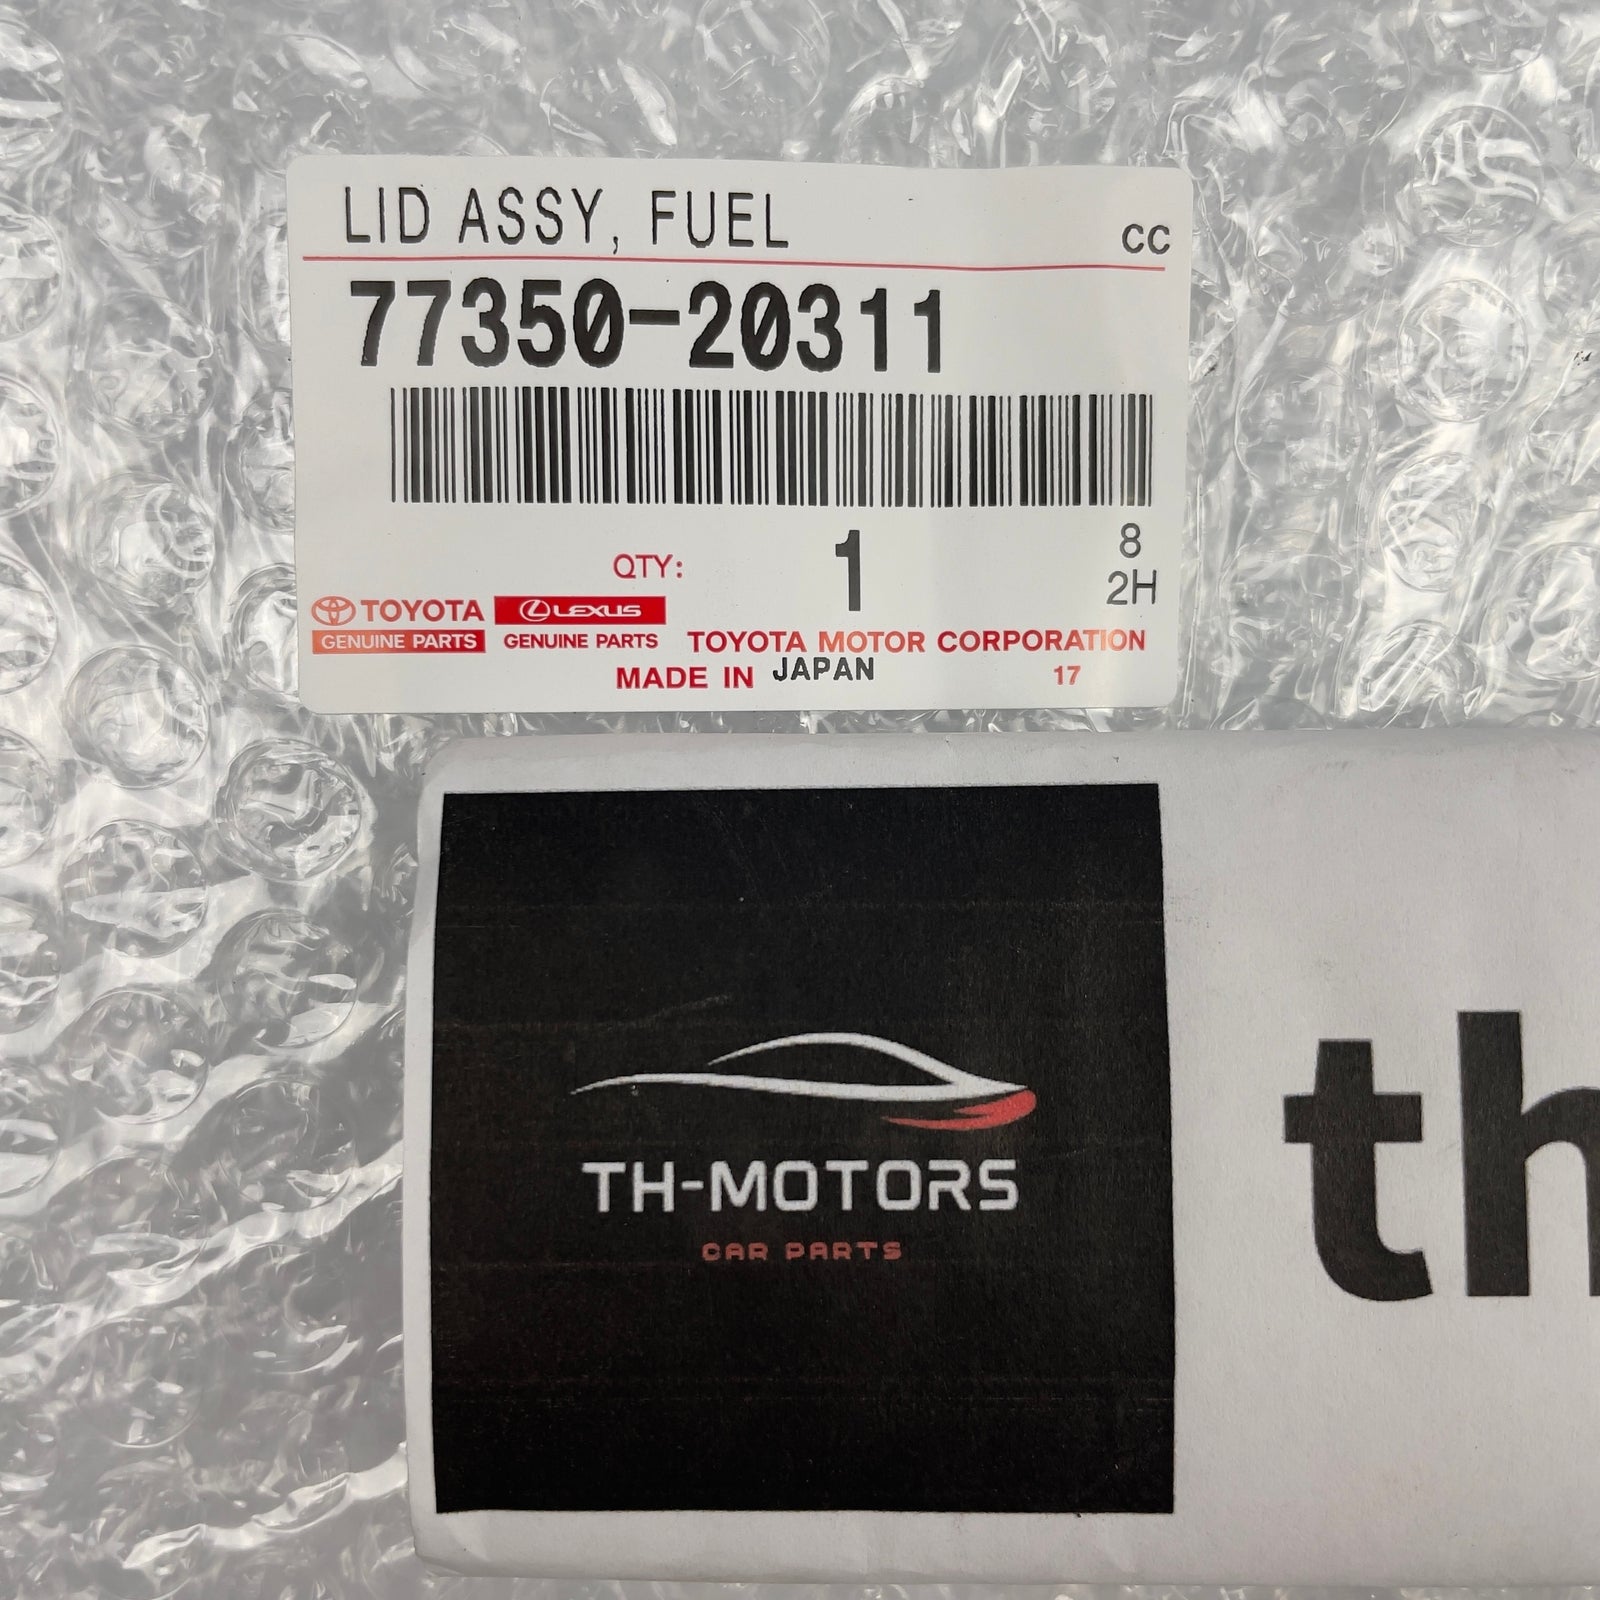 LID ASSY, FUEL
CC
77350-20311
QTY: 1
8
2H
TOYOTA
GENUINE PARTS
LEXUS
GENUINE PARTS
TOYOTA MOTOR CORPORATION
MADE IN JAPAN
17
TH-MOTORS
CAR PARTS
th